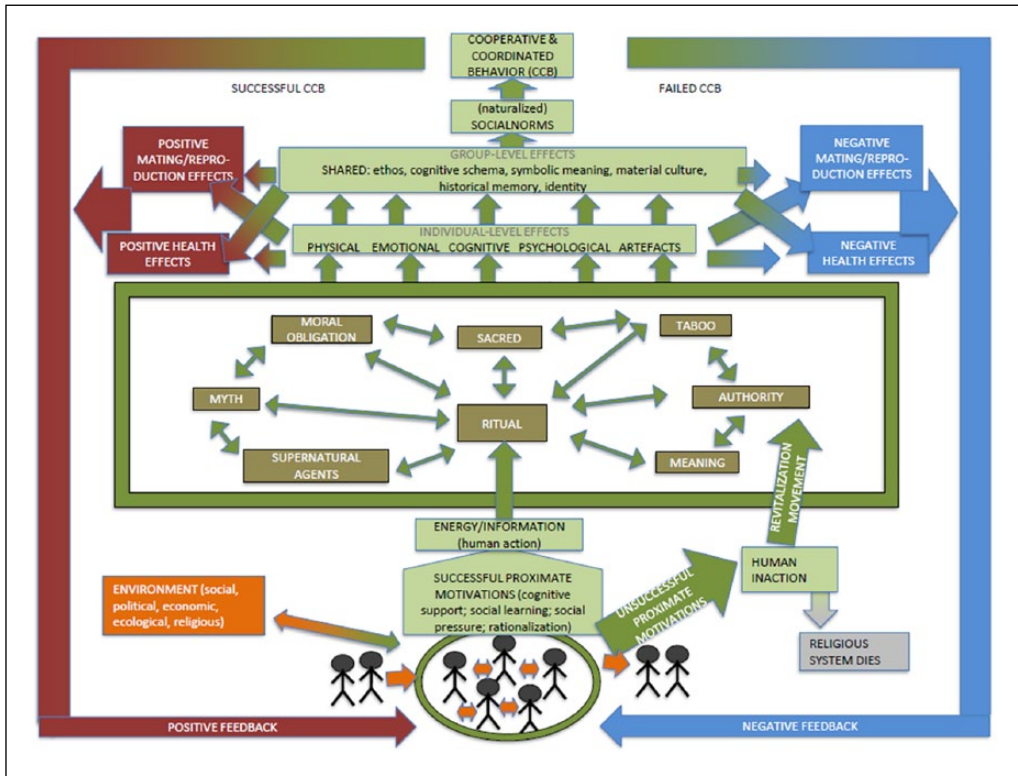 COOPERATIVE &
COORDINATED
BEHAVIOR (CCB)
SUCCESSFUL CCB
FAILED CCB
(naturalized)
SOCIALNORMS
POSITIVE
MATING/REPRO-
DUCTION EFFECTS
GROUP-LEVEL EFFECTS
SHARED: ethos, cognitive schema, symbolic meaning, material culture,
historical memory, identity
NEGATIVE
MATING/REPRO-
DUCTION EFFECTS
POSITIVE HEALTH
EFFECTS
INDIVIDUAL-LEVEL EFFECTS
PHYSICAL EMOTIONAL COGNITIVE PSYCHOLOGICAL ARTEFACTS
NEGATIVE
HEALTH EFFECTS
MORAL
OBLIGATION
SACRED
TABOO
MYTH
RITUAL
AUTHORITY
SUPERNATURAL
AGENTS
MEANING
REVITALIZATION
MOVEMENT
ENERGY/INFORMATION
(human action)
HUMAN
INACTION
ENVIRONMENT (social,
political, economic,
ecological, religious)
SUCCESSFUL PROXIMATE
MOTIVATIONS (cognitive
support; social learning; social
pressure; rationalization)
UNSUCCESSFUL
PROXIMATE
MOTIVATIONS
RELIGIOUS
SYSTEM DIES
POSITIVE FEEDBACK
NEGATIVE FEEDBACK